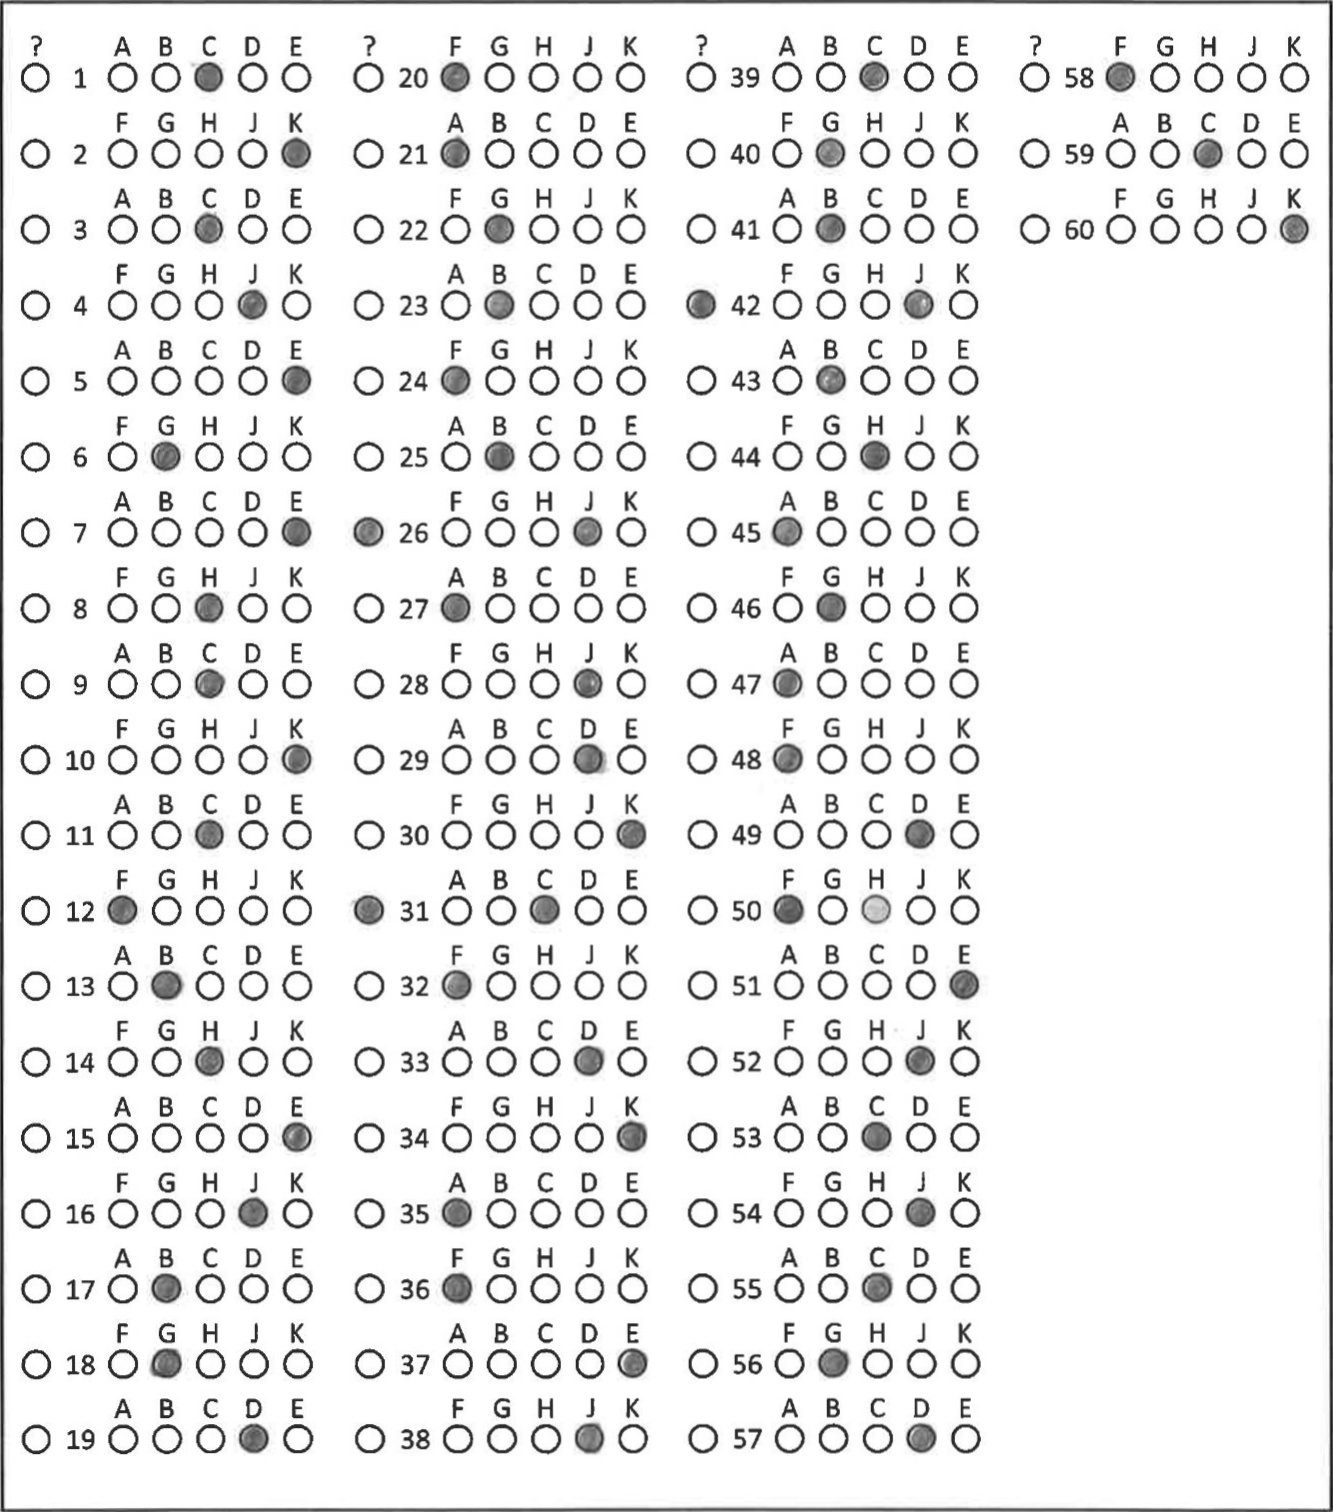 ? A B C D E ? F G H J K ? A B C D E ? F G H J K
1 20 39 58
F G H J K A B C D E F G H J K A B C D E
2 21 40 59
A B C D E F G H J K A B C D E F G H J K
3 22 41 60
F G H J K A B C D E F G H J K
4 23 42
A B C D E F G H J K A B C D E
5 24 43
F G H J K A B C D E F G H J K
6 25 44
A B C D E F G H J K A B C D E
7 26 45
F G H J K A B C D E F G H J K
8 27 46
A B C D E F G H J K A B C D E
9 28 47
F G H J K A B C D E F G H J K
10 29 48
A B C D E F G H J K A B C D E
11 30 49
F G H J K A B C D E F G H J K
12 31 50
A B C D E F G H J K A B C D E
13 32 51
F G H J K A B C D E F G H J K
14 33 52
A B C D E F G H J K A B C D E
15 34 53
F G H J K A B C D E F G H J K
16 35 54
A B C D E F G H J K A B C D E
17 36 55
F G H J K A B C D E F G H J K
18 37 56
A B C D E F G H J K A B C D E
19 38 57